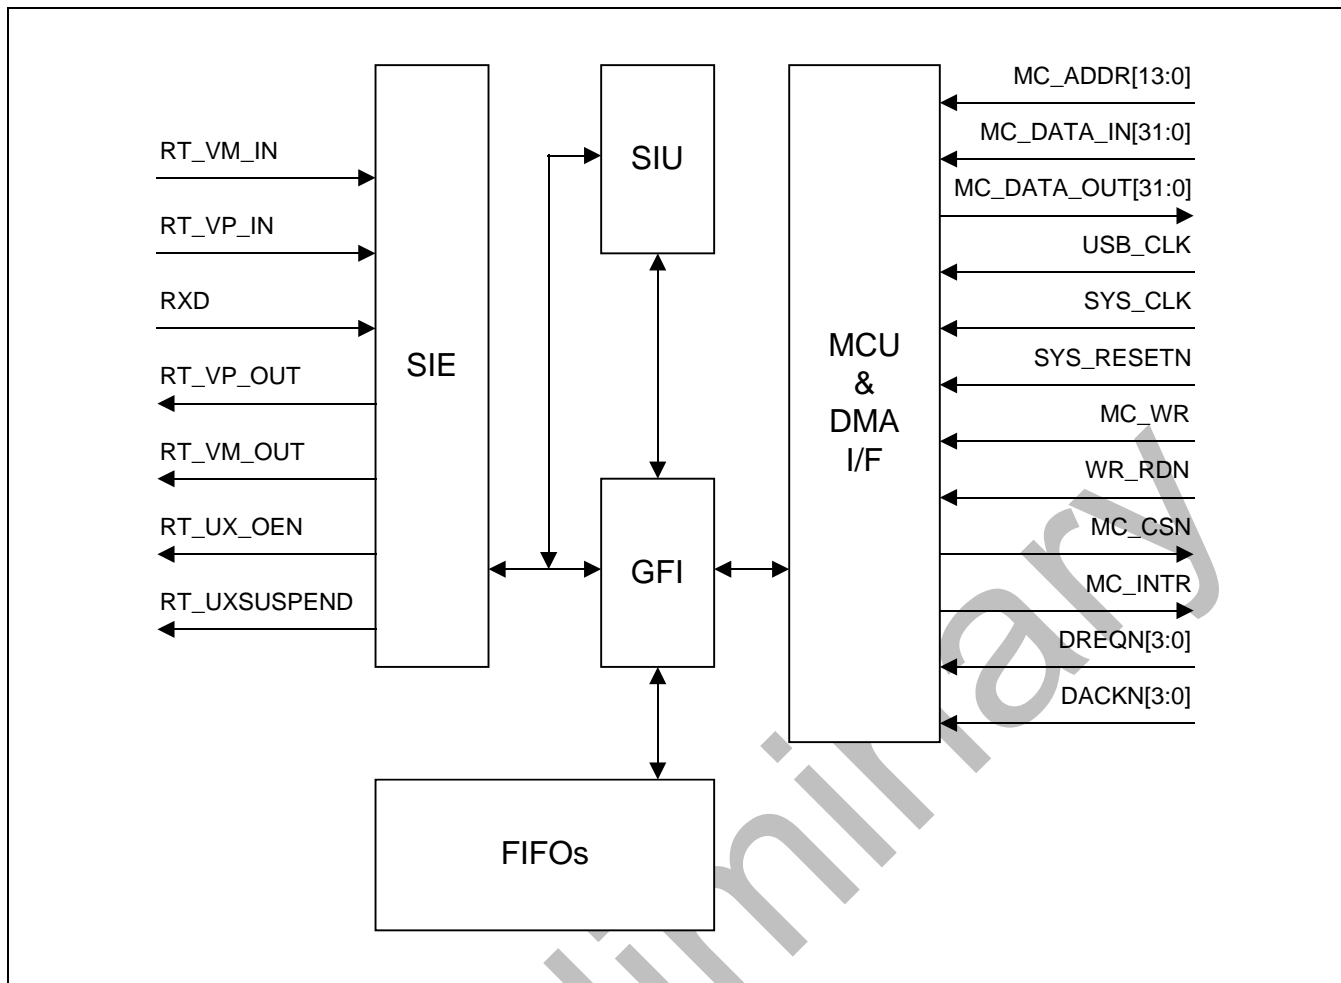 RT_VM_IN
RT_VP_IN
RXD
RT_VP_OUT
RT_VM_OUT
RT_UX_OEN
RT_UXSUSPEND
SIE
SIU
GFI
FIFOs
MCU
&
DMA
I/F
MC_ADDR[13:0]
MC_DATA_IN[31:0]
MC_DATA_OUT[31:0]
USB_CLK
SYS_CLK
SYS_RESETN
MC_WR
WR_RDN
MC_CSN
MC_INTR
DREQN[3:0]
DACKN[3:0]